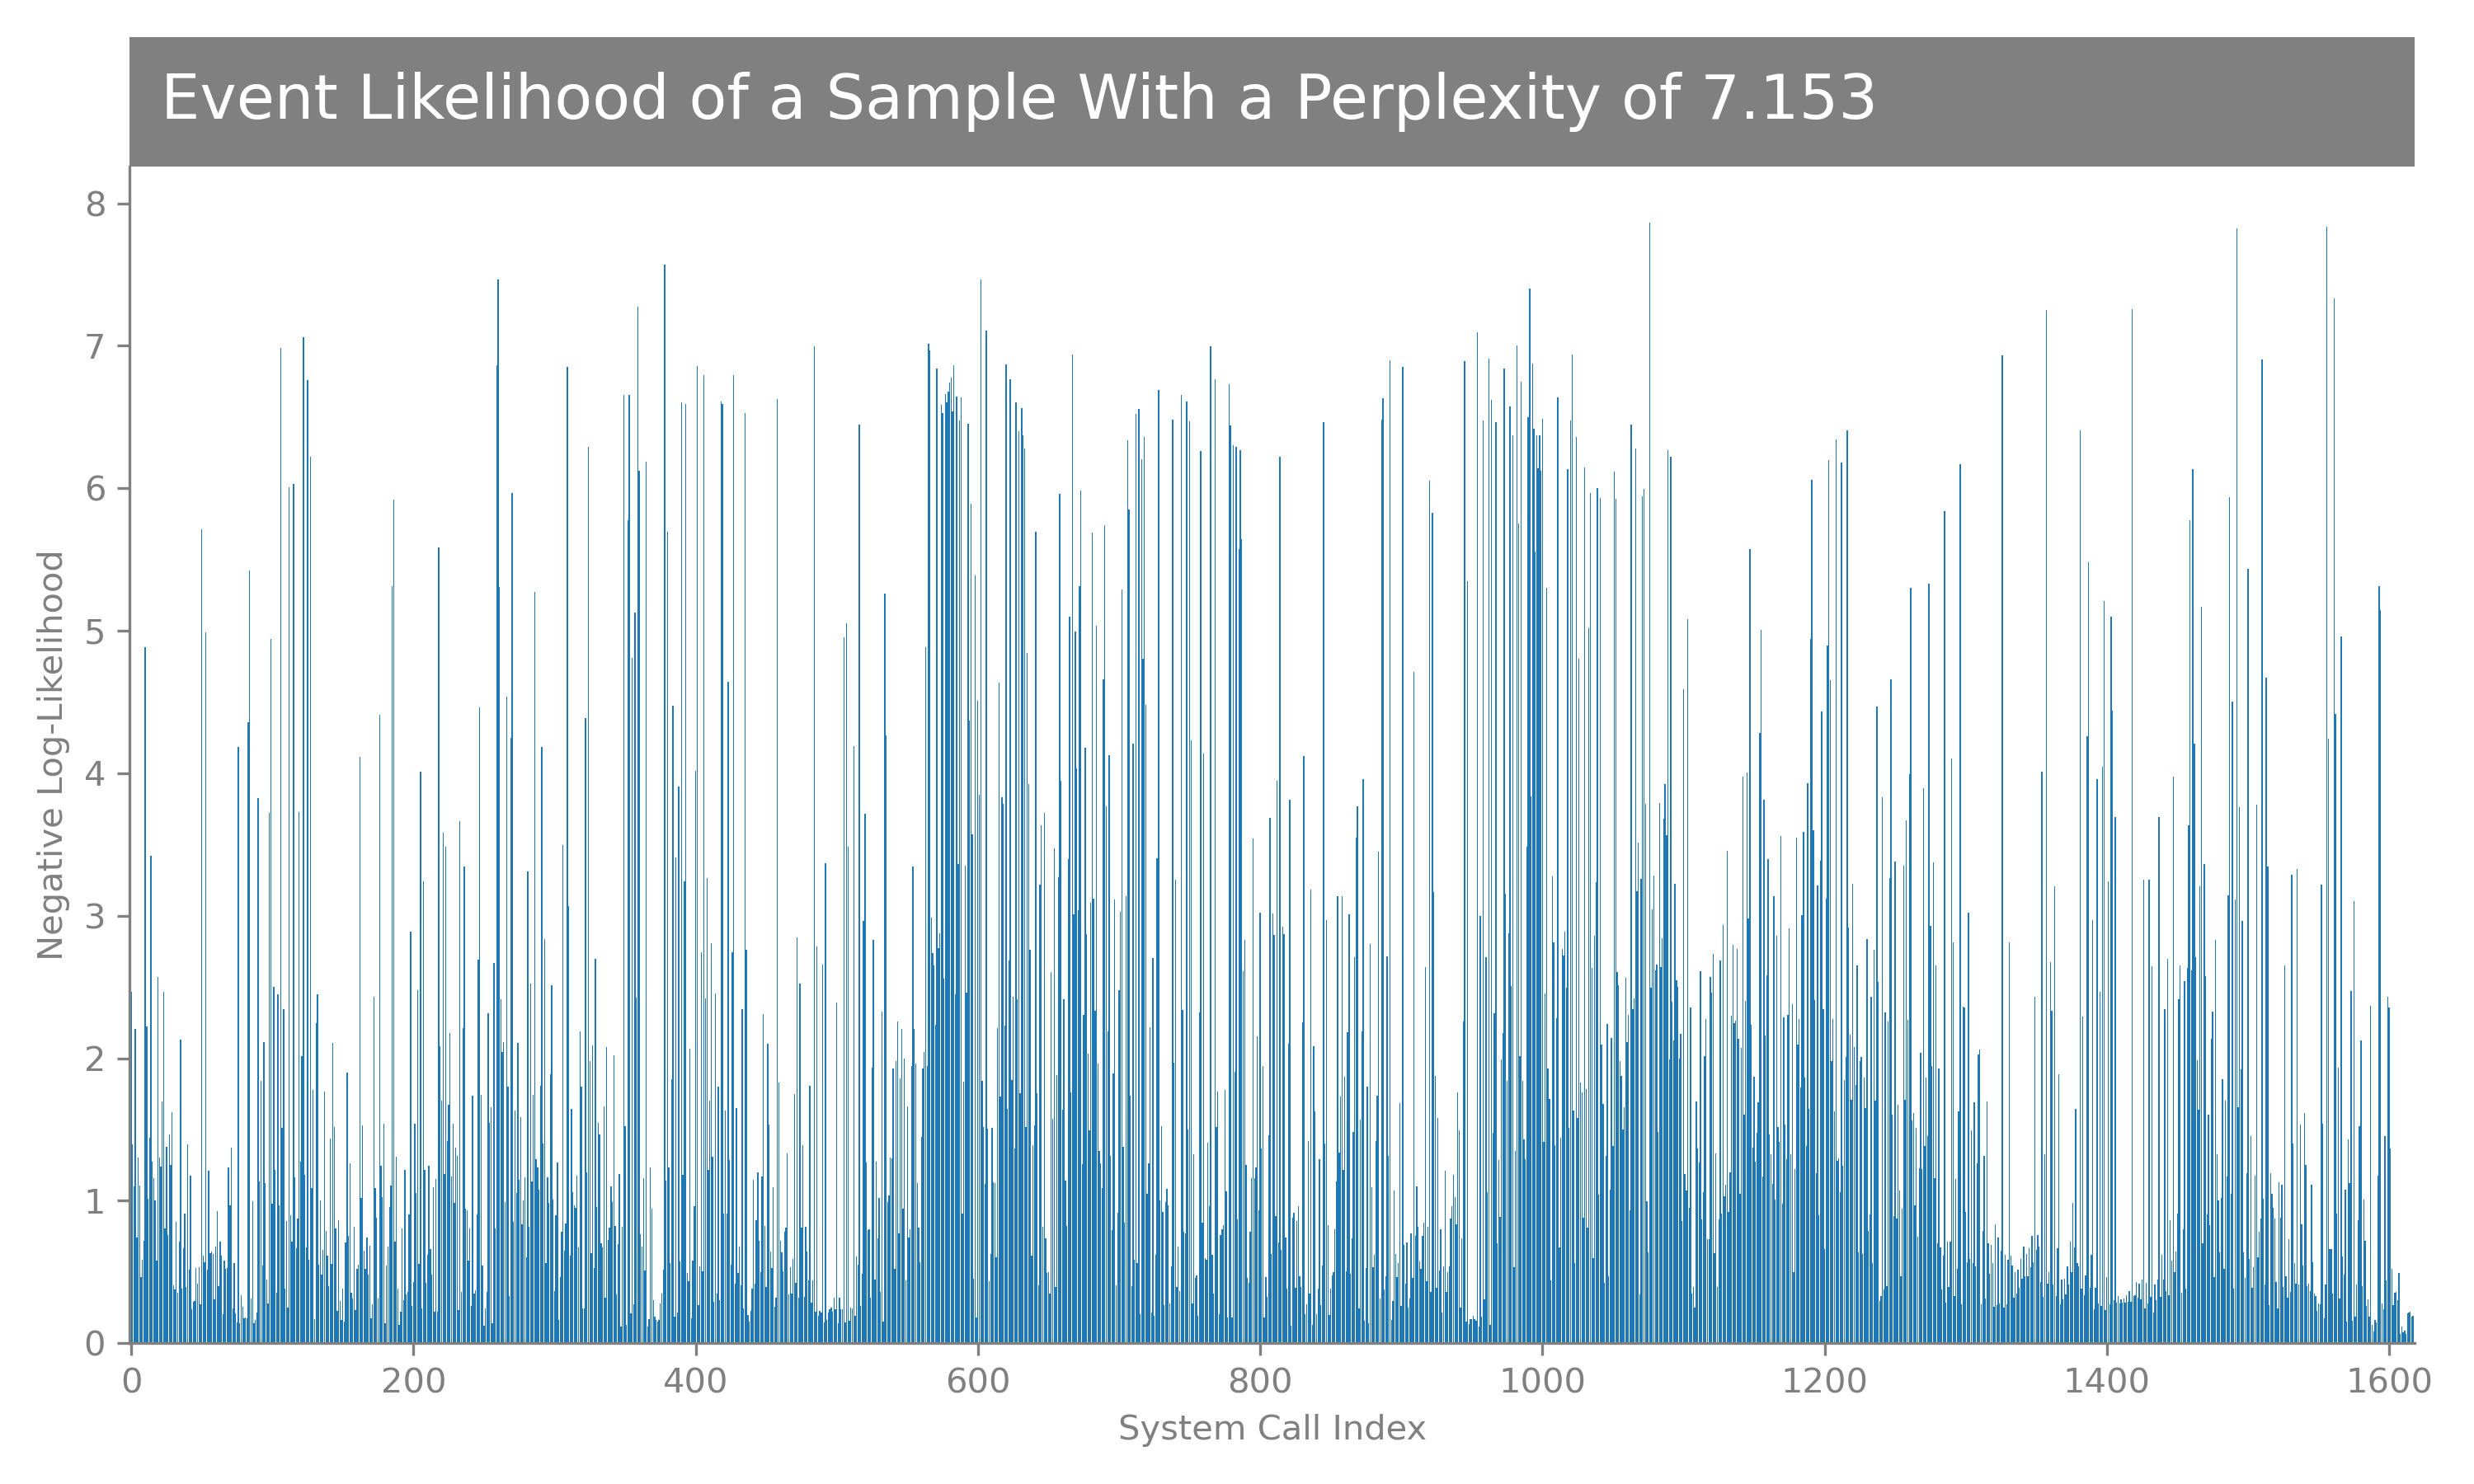 Event Likelihood of a Sample With a Perplexity of 7.153
8
7
6
5
4
3
2
1
0
Negative Log-Likelihood
0 200 400 600 800 1000 1200 1400 1600
System Call Index